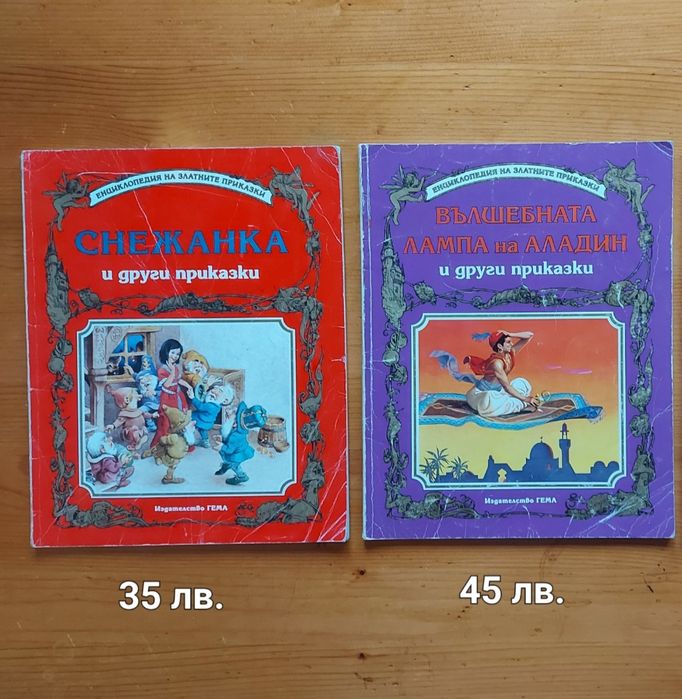 ЕНЦИКЛОПЕДИЯ НА ЗЛАТНИТЕ ПРИКАЗКИ
СНЕЖАНКА
и други приказки
Издателство ГЕМА
35 лв.
ЕНЦИКЛОПЕДИЯ НА ЗЛАТНИТЕ ПРИКАЗКИ
ВЪЛШЕБНАТА
ЛАМПА на АЛАДИН
и други приказки
Издателство ГЕМА
45 лв.